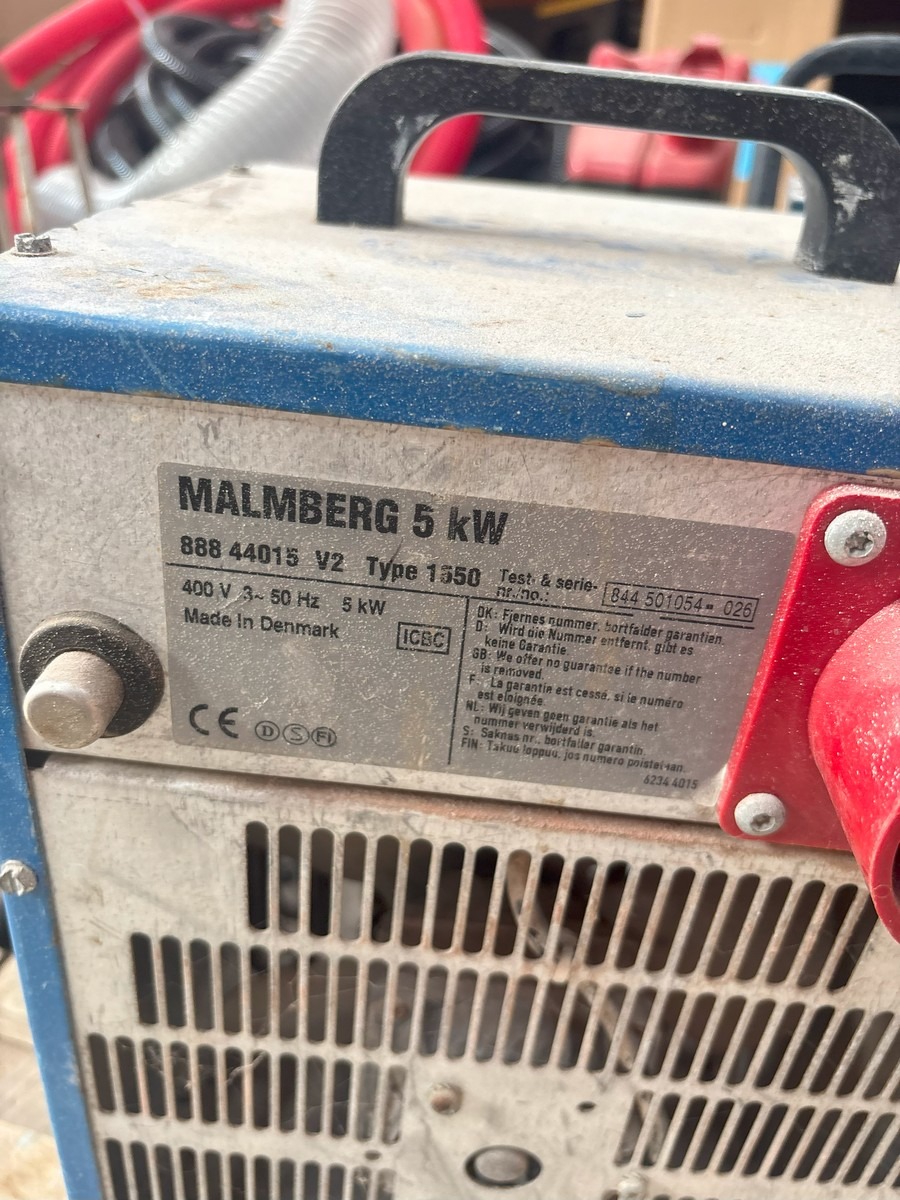 MALMBERG 5 kW
888 44015 V2 Type 1550
Test- & serie-
nr./no.: 844 501054- 026
400 V 3~ 50 Hz 5 kW
Made In Denmark
ICBC
CE D S FI
DK: Fjernes nummer, bortfalder garantien.
D: Wird die Nummer entfernt, gibt es
keine Garantie.
GB: We offer no guarantee if the number
is removed.
F: La garantie est cessé, si le numéro
est eloignée.
NL: Wij geven geen garantie als het
nummer verwijderd is.
S: Saknas nr., bortfaller garantin.
FIN: Takuu loppuu, jos numero poistetaan.
6234 4015